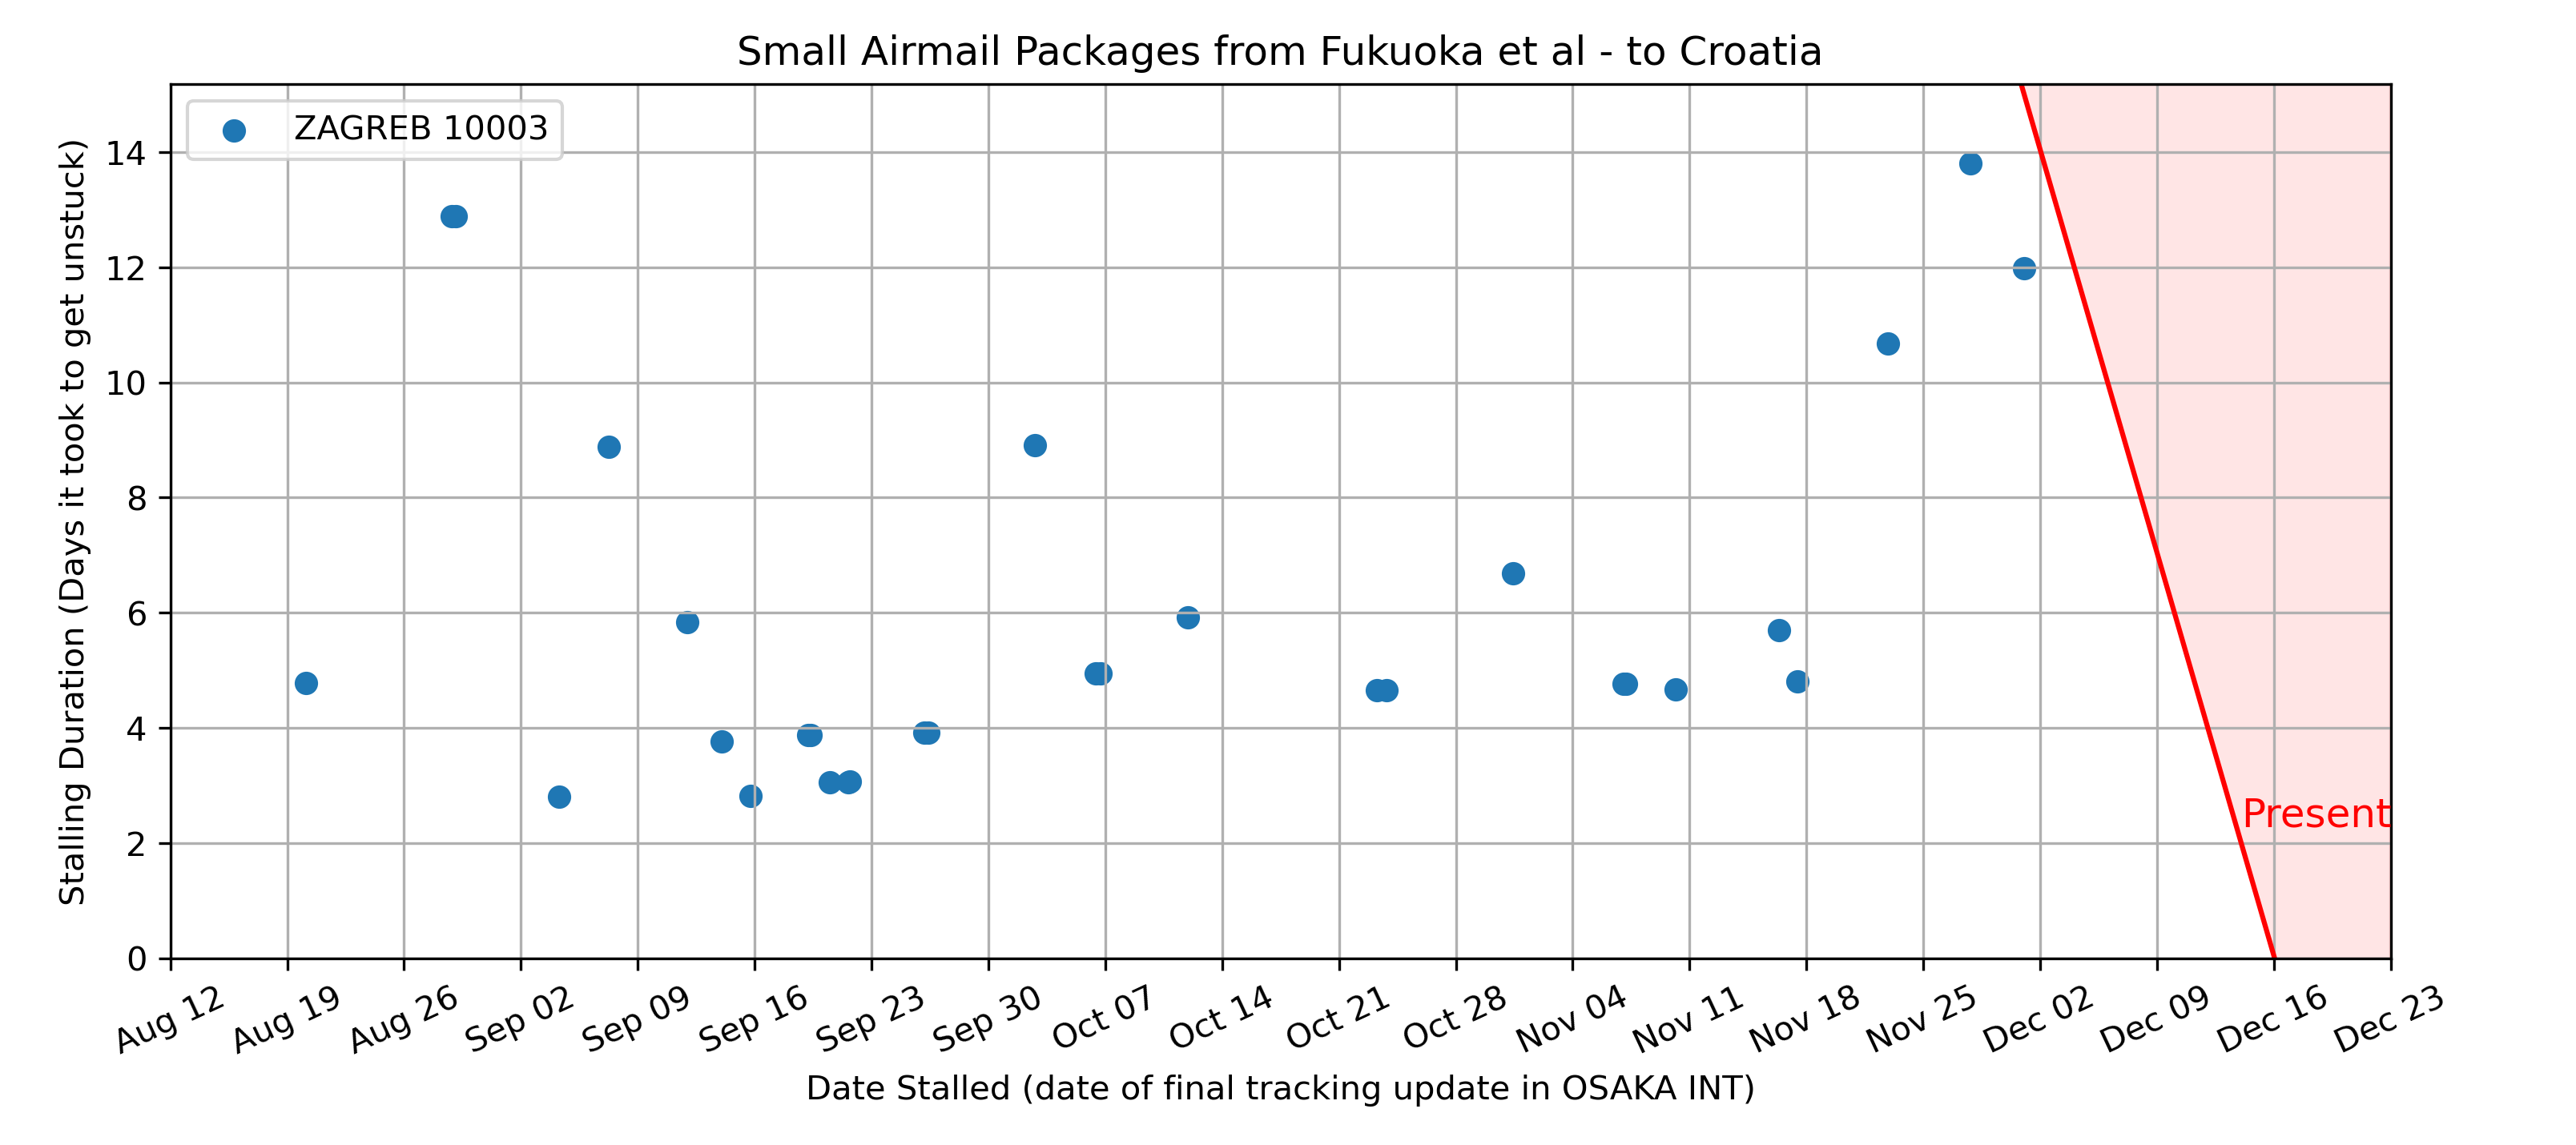 Small Airmail Packages from Fukuoka et al - to Croatia
ZAGREB 10003
Stalling Duration (Days it took to get unstuck)
14
12
10
8
6
4
2
0
Present
Aug 12
Aug 19
Aug 26
Sep 02
Sep 09
Sep 16
Sep 23
Sep 30
Oct 07
Oct 14
Oct 21
Oct 28
Nov 04
Nov 11
Nov 18
Nov 25
Dec 02
Dec 09
Dec 16
Dec 23
Date Stalled (date of final tracking update in OSAKA INT)